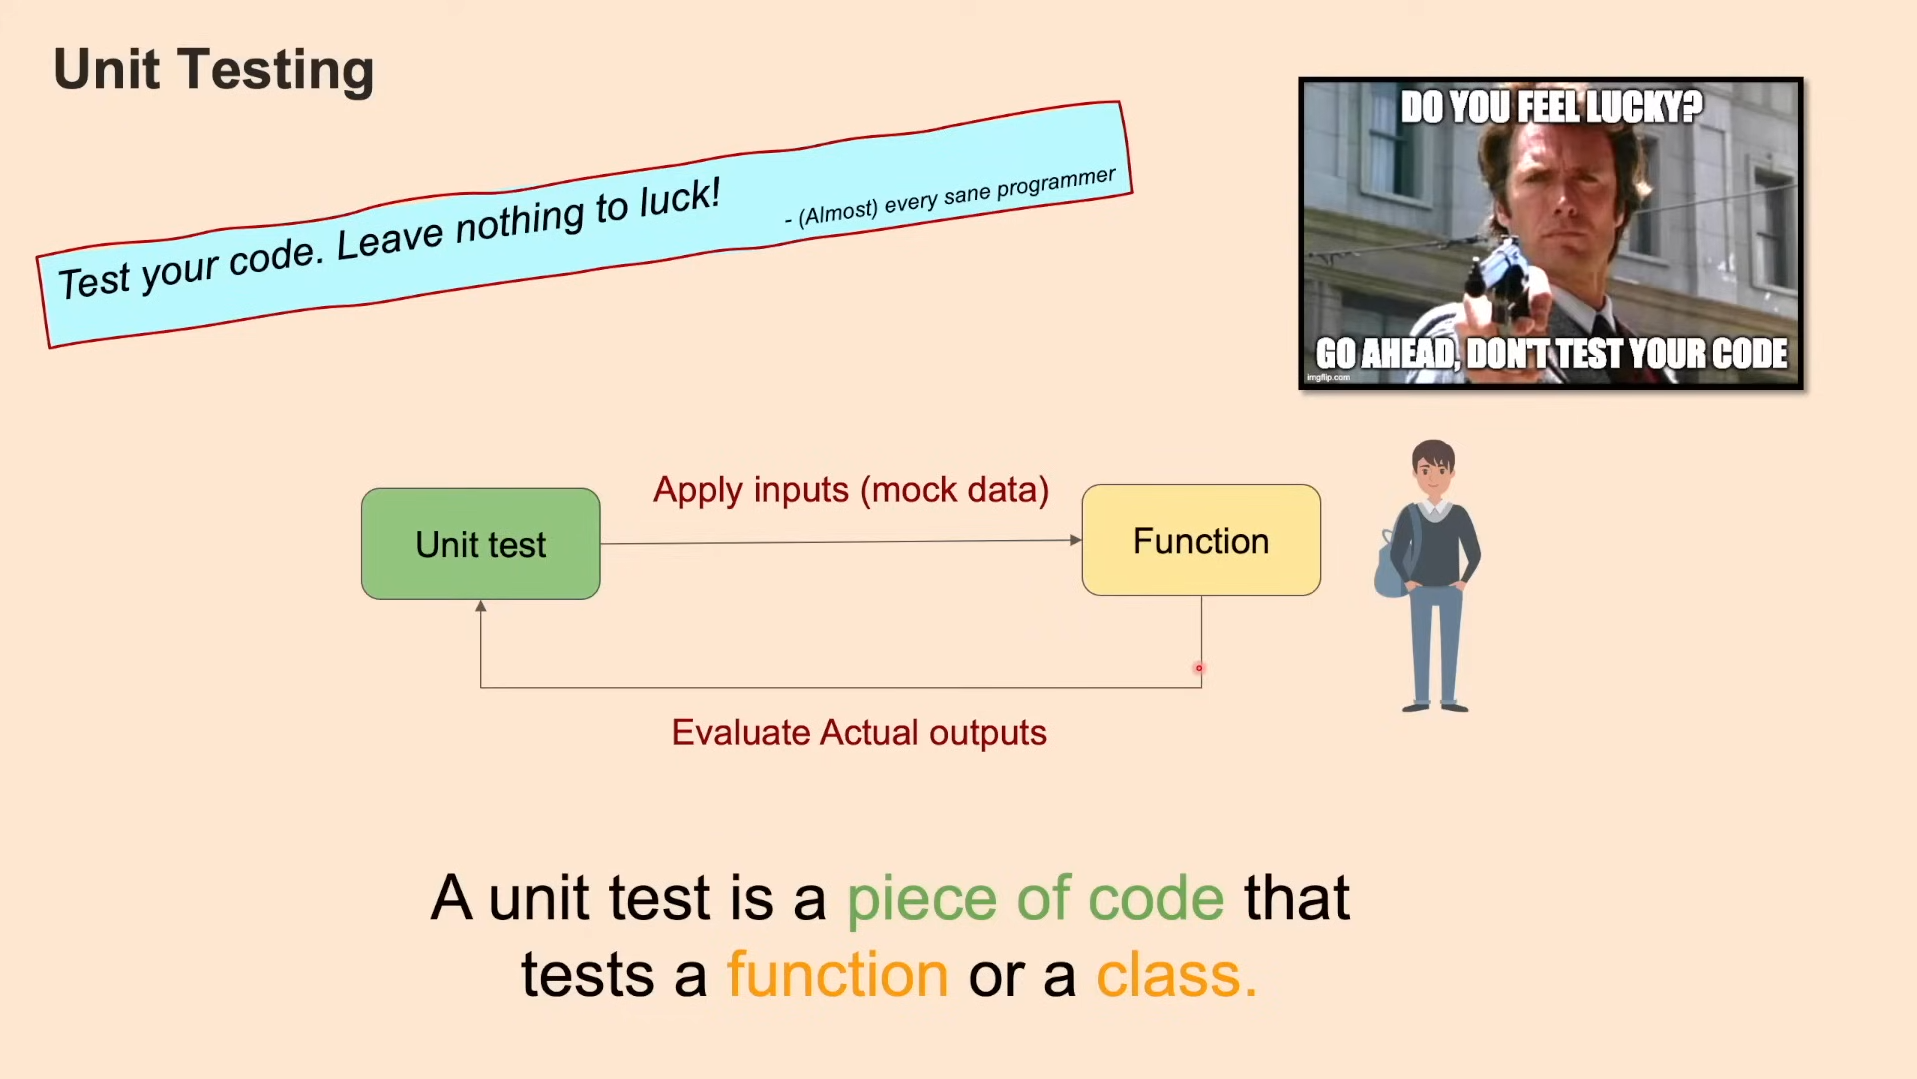 Unit Testing
Test your code. Leave nothing to luck!
- (Almost) every sane programmer
DO YOU FEEL LUCKY?
GO AHEAD, DON'T TEST YOUR CODE
imgflip.com
Apply inputs (mock data)
Unit test
Function
Evaluate Actual outputs
A unit test is a piece of code that
tests a function or a class.